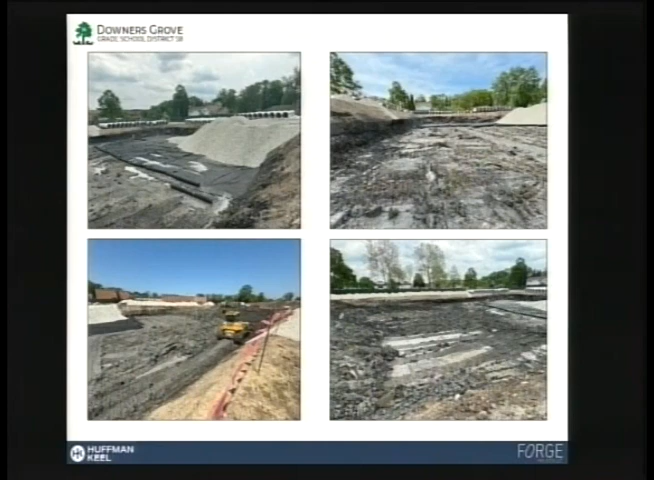 DOWNERS GROVE
GRADE SCHOOL DISTRICT 58
HUFFMAN
KEEL
FORGE